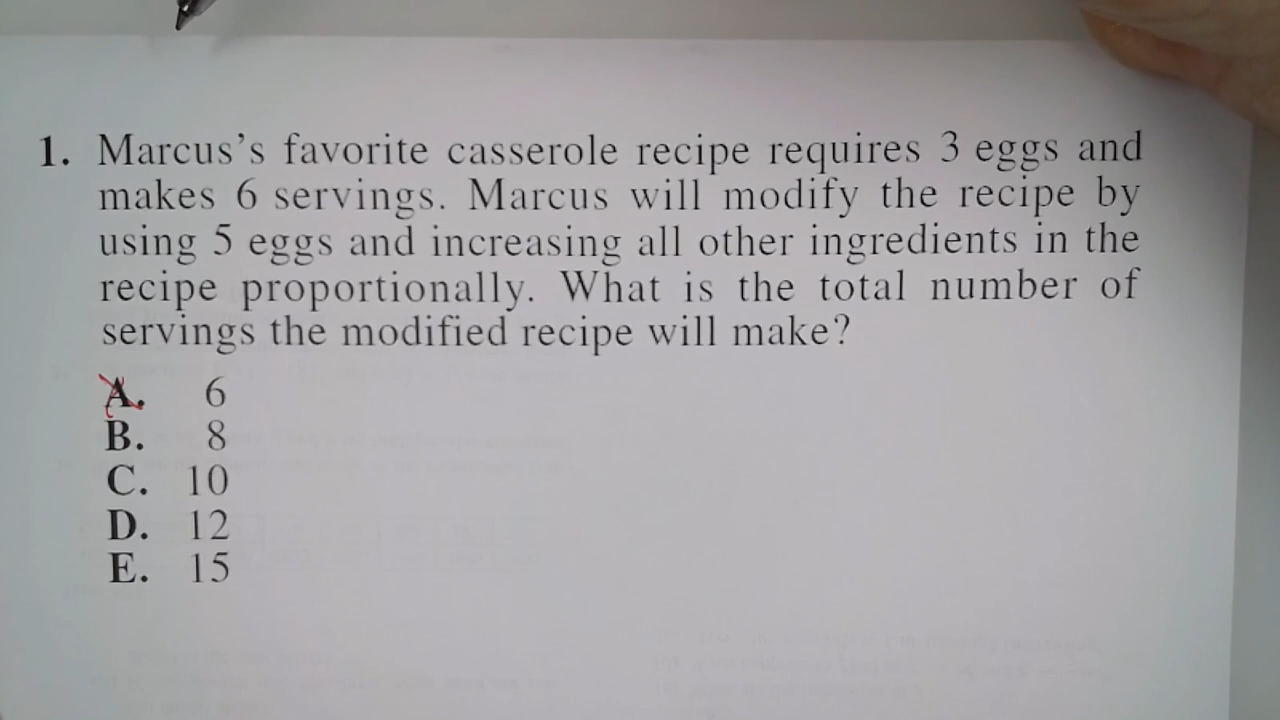 1. Marcus's favorite casserole recipe requires 3 eggs and
makes 6 servings. Marcus will modify the recipe by
using 5 eggs and increasing all other ingredients in the
recipe proportionally. What is the total number of
servings the modified recipe will make?
A. 6
B. 8
C. 10
D. 12
E. 15